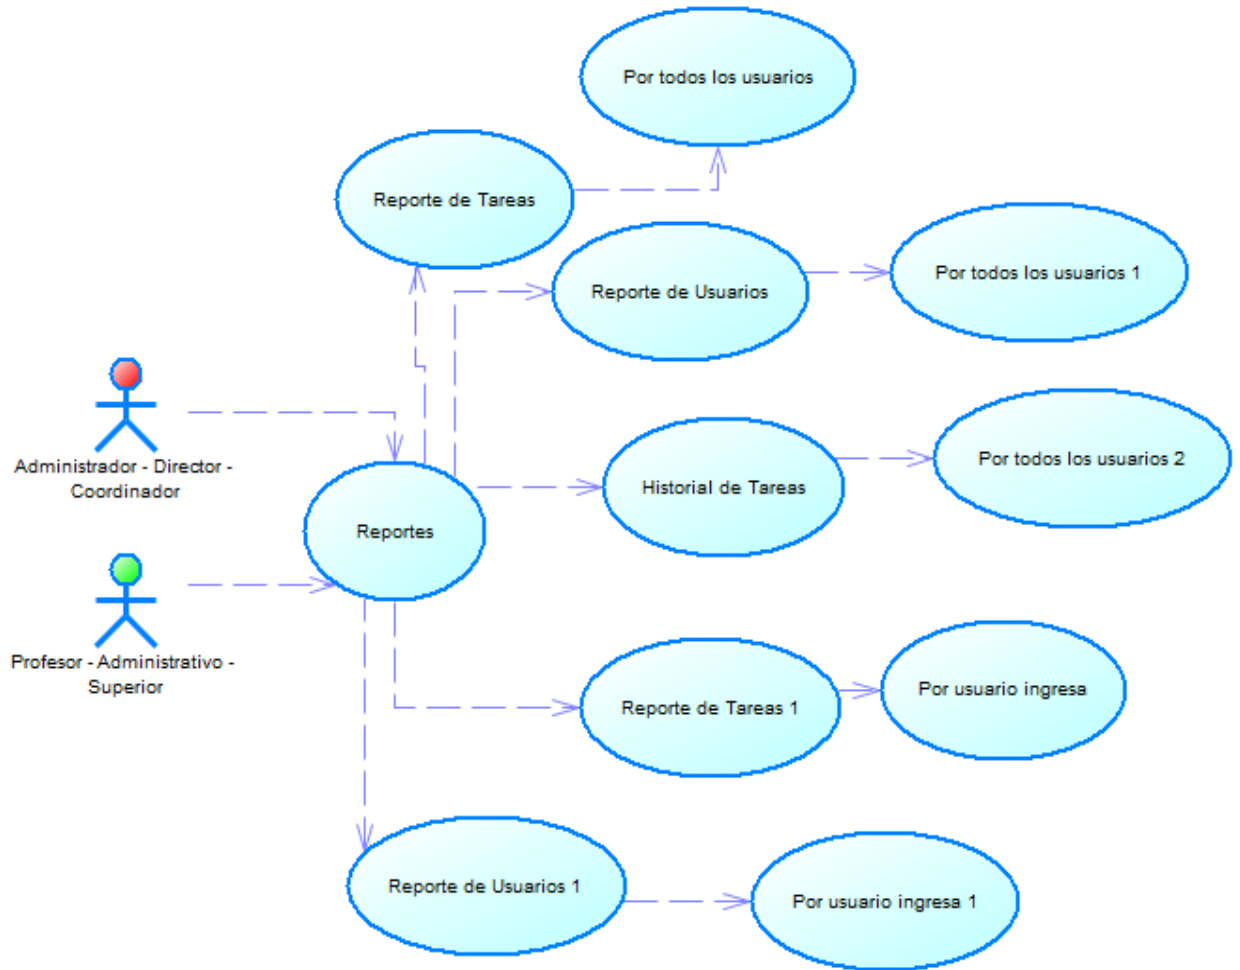 Por todos los usuarios
Reporte de Tareas
Reporte de Usuarios
Por todos los usuarios 1
Administrador - Director -
Coordinador
Historial de Tareas
Por todos los usuarios 2
Reportes
Profesor - Administrativo -
Superior
Reporte de Tareas 1
Por usuario ingresa
Reporte de Usuarios 1
Por usuario ingresa 1